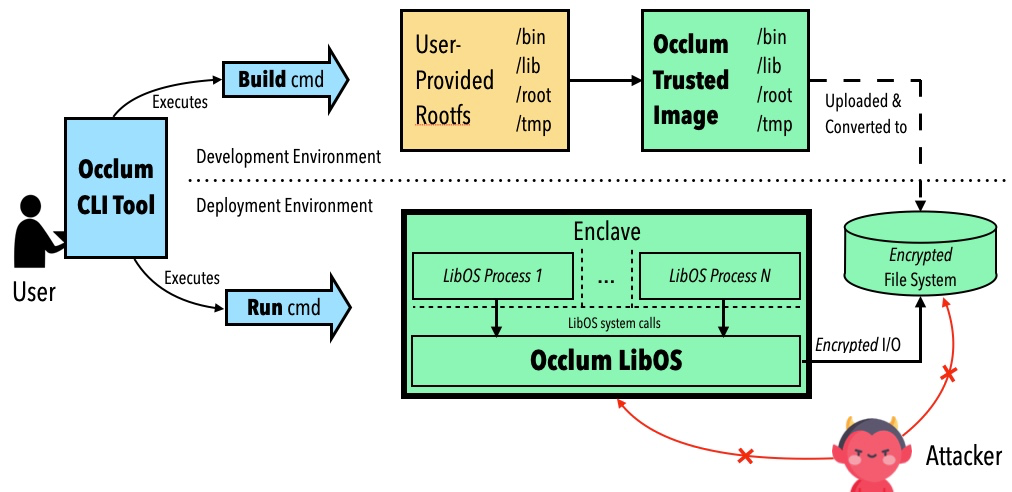 Build cmd
Executes
User-
Provided
Rootfs
/bin
/lib
/root
/tmp
Occlum
Trusted
Image
/bin
/lib
/root
/tmp
Uploaded &
Converted to
Occlum
CLI Tool
Development Environment
Deployment Environment
User
Executes
Run cmd
Enclave
LibOS Process 1
...
LibOS Process N
LibOS system calls
Occlum LibOS
Encrypted
File System
Encrypted I/O
Attacker